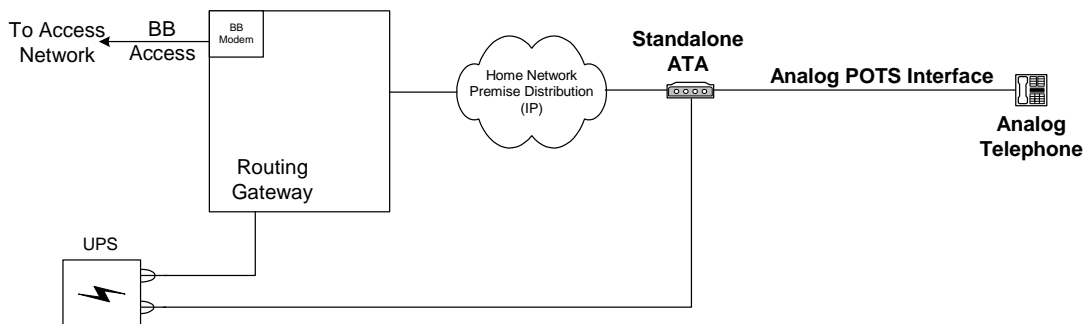 To Access
Network
BB
Access
BB
Modem
Routing
Gateway
Home Network
Premise Distribution
(IP)
Standalone
ATA
Analog POTS Interface
Analog
Telephone
UPS